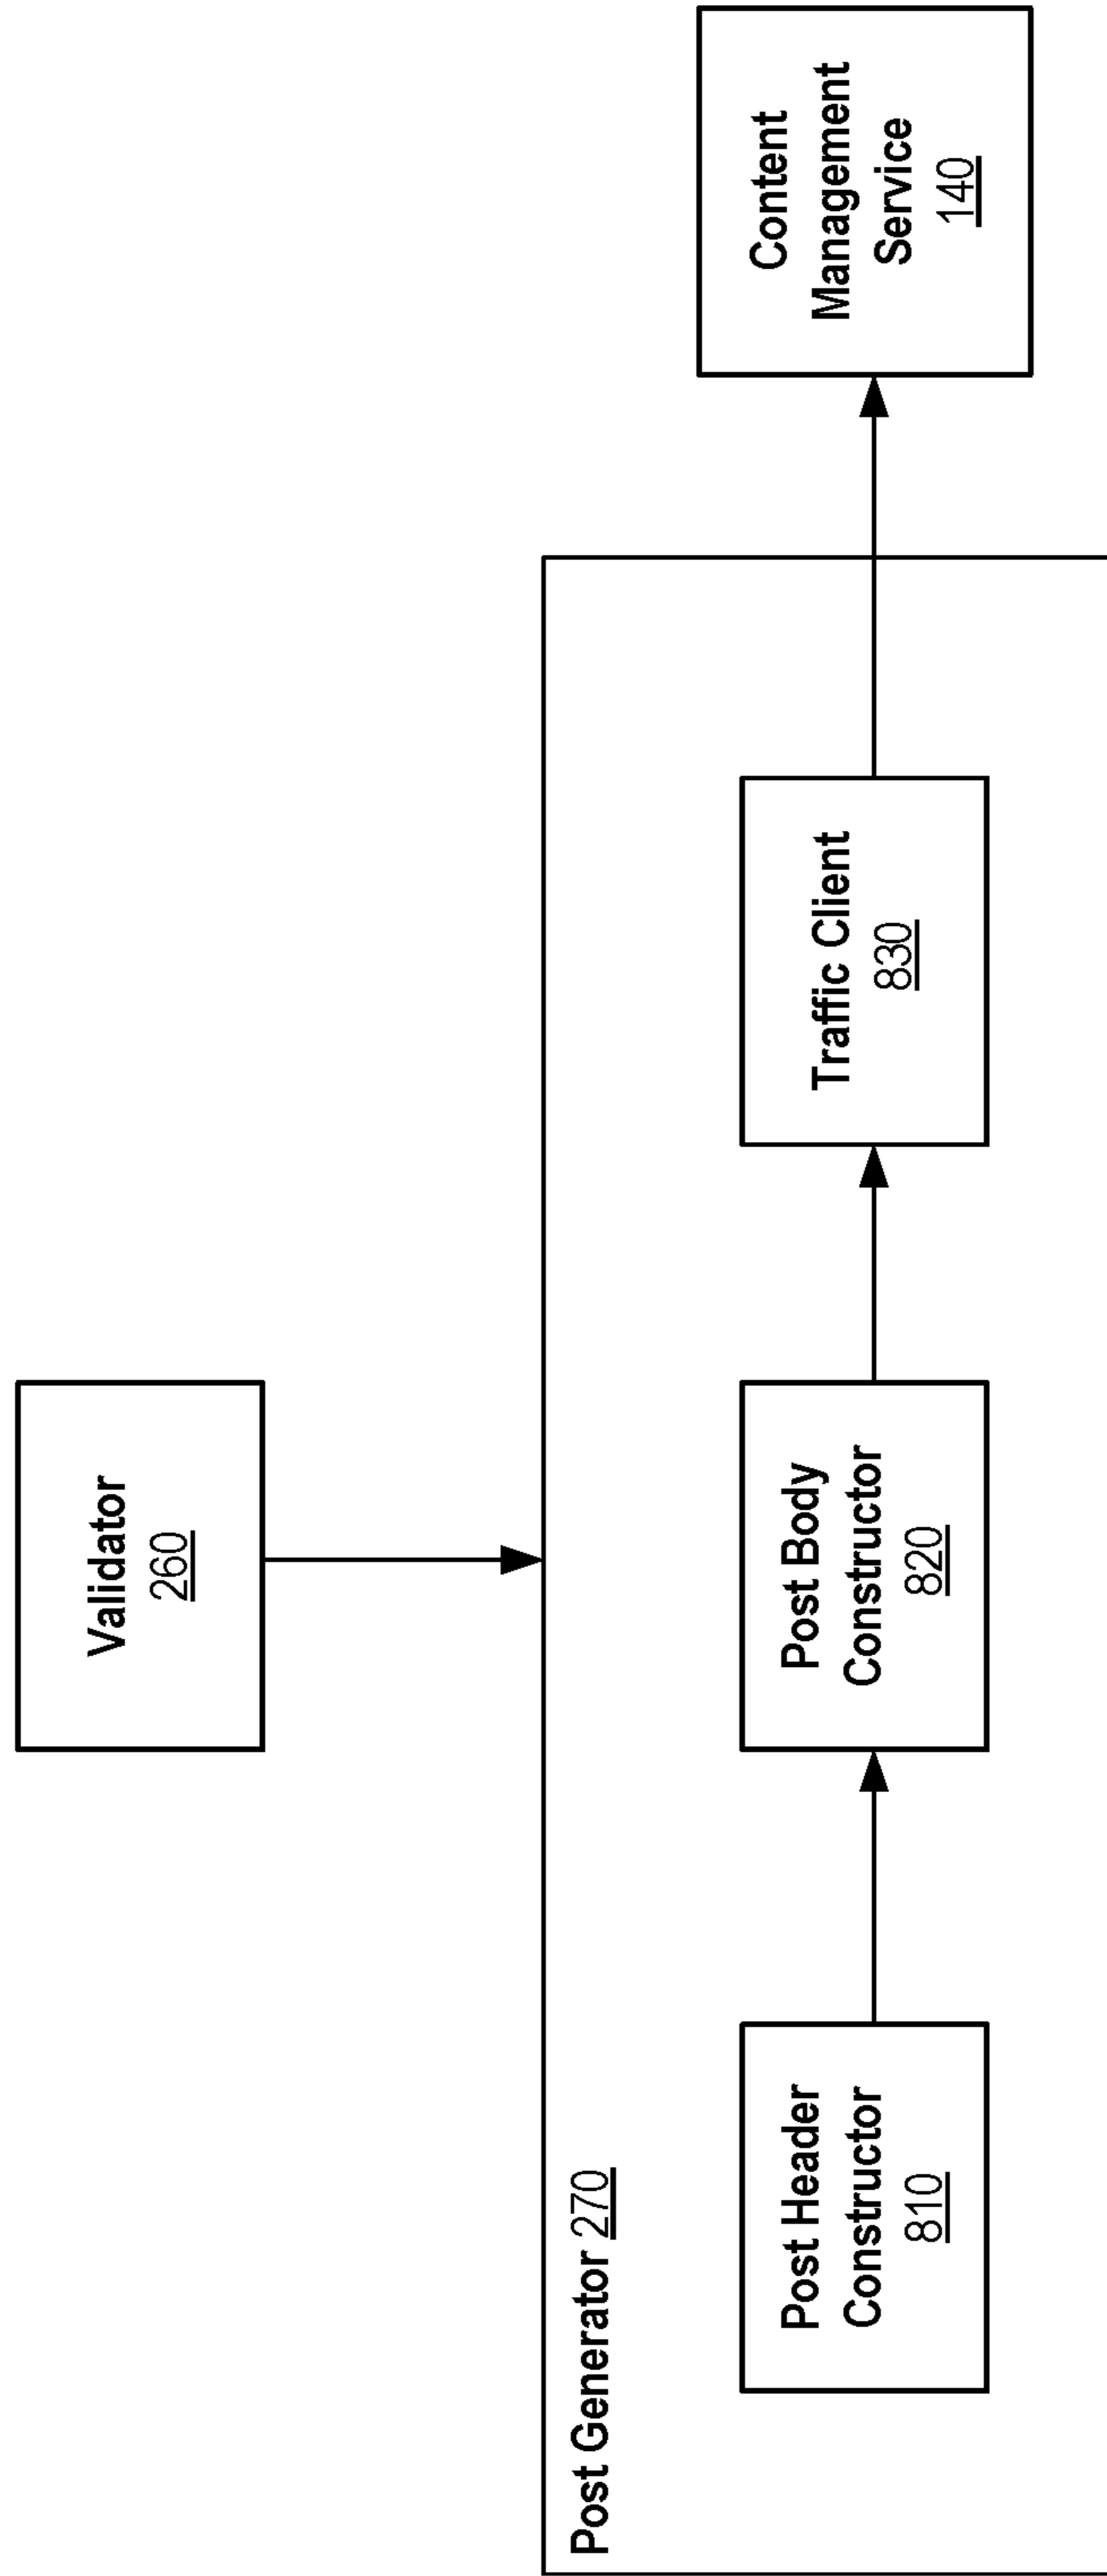 Validator
260
Post Generator 270
Post Header
Constructor
810
Post Body
Constructor
820
Traffic Client
830
Content
Management
Service
140